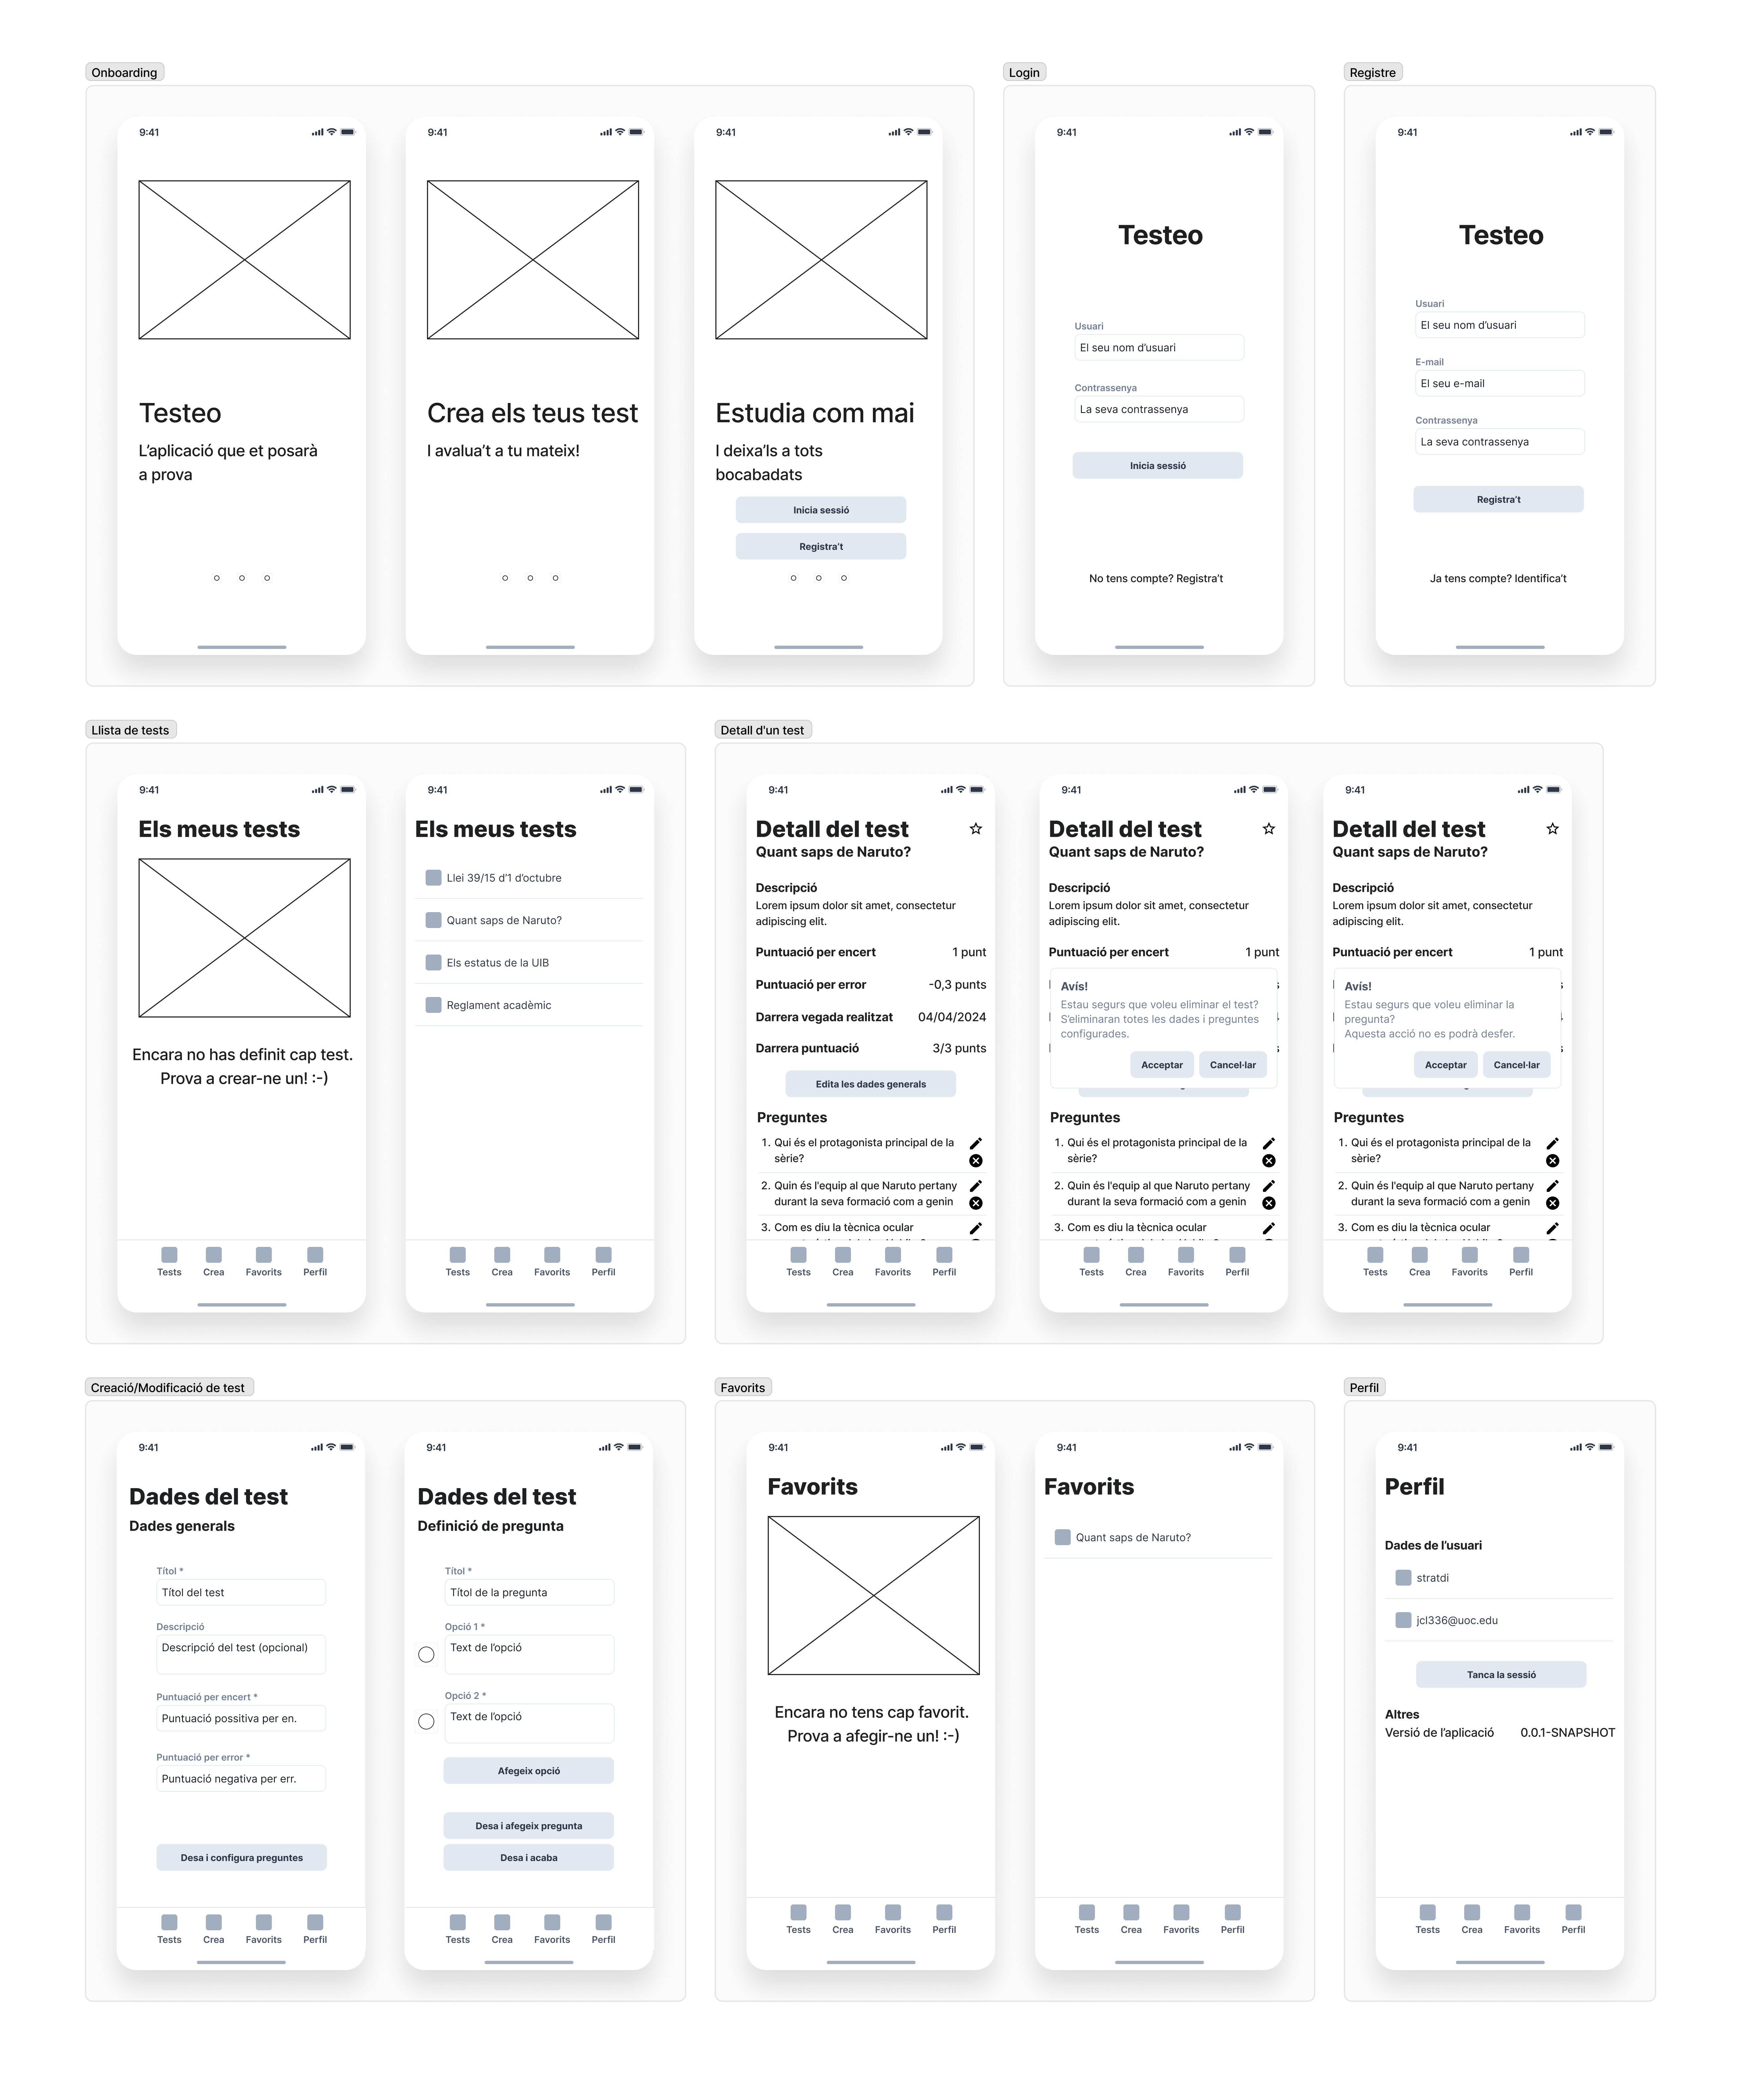 Onboarding
9:41
Testeo
L'aplicació que et posarà
a prova
9:41
Crea els teus test
I avalua't a tu mateix!
9:41
Estudia com mai
I deixa'ls a tots
bocabadats
Inicia sessió
Registra't
Login
9:41
Testeo
Usuari
El seu nom d'usuari
Contrassenya
La seva contrassenya
Inicia sessió
No tens compte? Registra't
Registre
9:41
Testeo
Usuari
El seu nom d'usuari
E-mail
El seu e-mail
Contrassenya
La seva contrassenya
Registra't
Ja tens compte? Identifica't
Llista de tests
9:41
Els meus tests
Encara no has definit cap test.
Prova a crear-ne un! :-)
Tests Crea Favorits Perfil
9:41
Els meus tests
Llei 39/15 d'1 d'octubre
Quant saps de Naruto?
Els estatus de la UIB
Reglament acadèmic
Tests Crea Favorits Perfil
Detall d'un test
9:41
Detall del test
Quant saps de Naruto?
Descripció
Lorem ipsum dolor sit amet, consectetur
adipiscing elit.
Puntuació per encert 1 punt
Puntuació per error -0,3 punts
Darrera vegada realitzat 04/04/2024
Darrera puntuació 3/3 punts
Edita les dades generals
Preguntes
1. Qui és el protagonista principal de la
sèrie?
2. Quin és l'equip al que Naruto pertany
durant la seva formació com a genin
3. Com es diu la tècnica ocular
Tests Crea Favorits Perfil
9:41
Detall del test
Quant saps de Naruto?
Descripció
Lorem ipsum dolor sit amet, consectetur
adipiscing elit.
Puntuació per encert 1 punt
Avís!
Estau segurs que voleu eliminar el test?
S'eliminaran totes les dades i preguntes
configurades.
Acceptar Cancel·lar
Preguntes
1. Qui és el protagonista principal de la
sèrie?
2. Quin és l'equip al que Naruto pertany
durant la seva formació com a genin
3. Com es diu la tècnica ocular
Tests Crea Favorits Perfil
9:41
Detall del test
Quant saps de Naruto?
Descripció
Lorem ipsum dolor sit amet, consectetur
adipiscing elit.
Puntuació per encert 1 punt
Avís!
Estau segurs que voleu eliminar la
pregunta?
Aquesta acció no es podrà desfer.
Acceptar Cancel·lar
Preguntes
1. Qui és el protagonista principal de la
sèrie?
2. Quin és l'equip al que Naruto pertany
durant la seva formació com a genin
3. Com es diu la tècnica ocular
Tests Crea Favorits Perfil
Creació/Modificació de test
9:41
Dades del test
Dades generals
Títol *
Títol del test
Descripció
Descripció del test (opcional)
Puntuació per encert *
Puntuació possitiva per en.
Puntuació per error *
Puntuació negativa per err.
Desa i configura preguntes
Tests Crea Favorits Perfil
9:41
Dades del test
Definició de pregunta
Títol *
Títol de la pregunta
Opció 1 *
Text de l'opció
Opció 2 *
Text de l'opció
Afegeix opció
Desa i afegeix pregunta
Desa i acaba
Tests Crea Favorits Perfil
Favorits
9:41
Favorits
Encara no tens cap favorit.
Prova a afegir-ne un! :-)
Tests Crea Favorits Perfil
9:41
Favorits
Quant saps de Naruto?
Tests Crea Favorits Perfil
Perfil
9:41
Perfil
Dades de l'usuari
stratdi
jcl336@uoc.edu
Tanca la sessió
Altres
Versió de l'aplicació 0.0.1-SNAPSHOT
Tests Crea Favorits Perfil